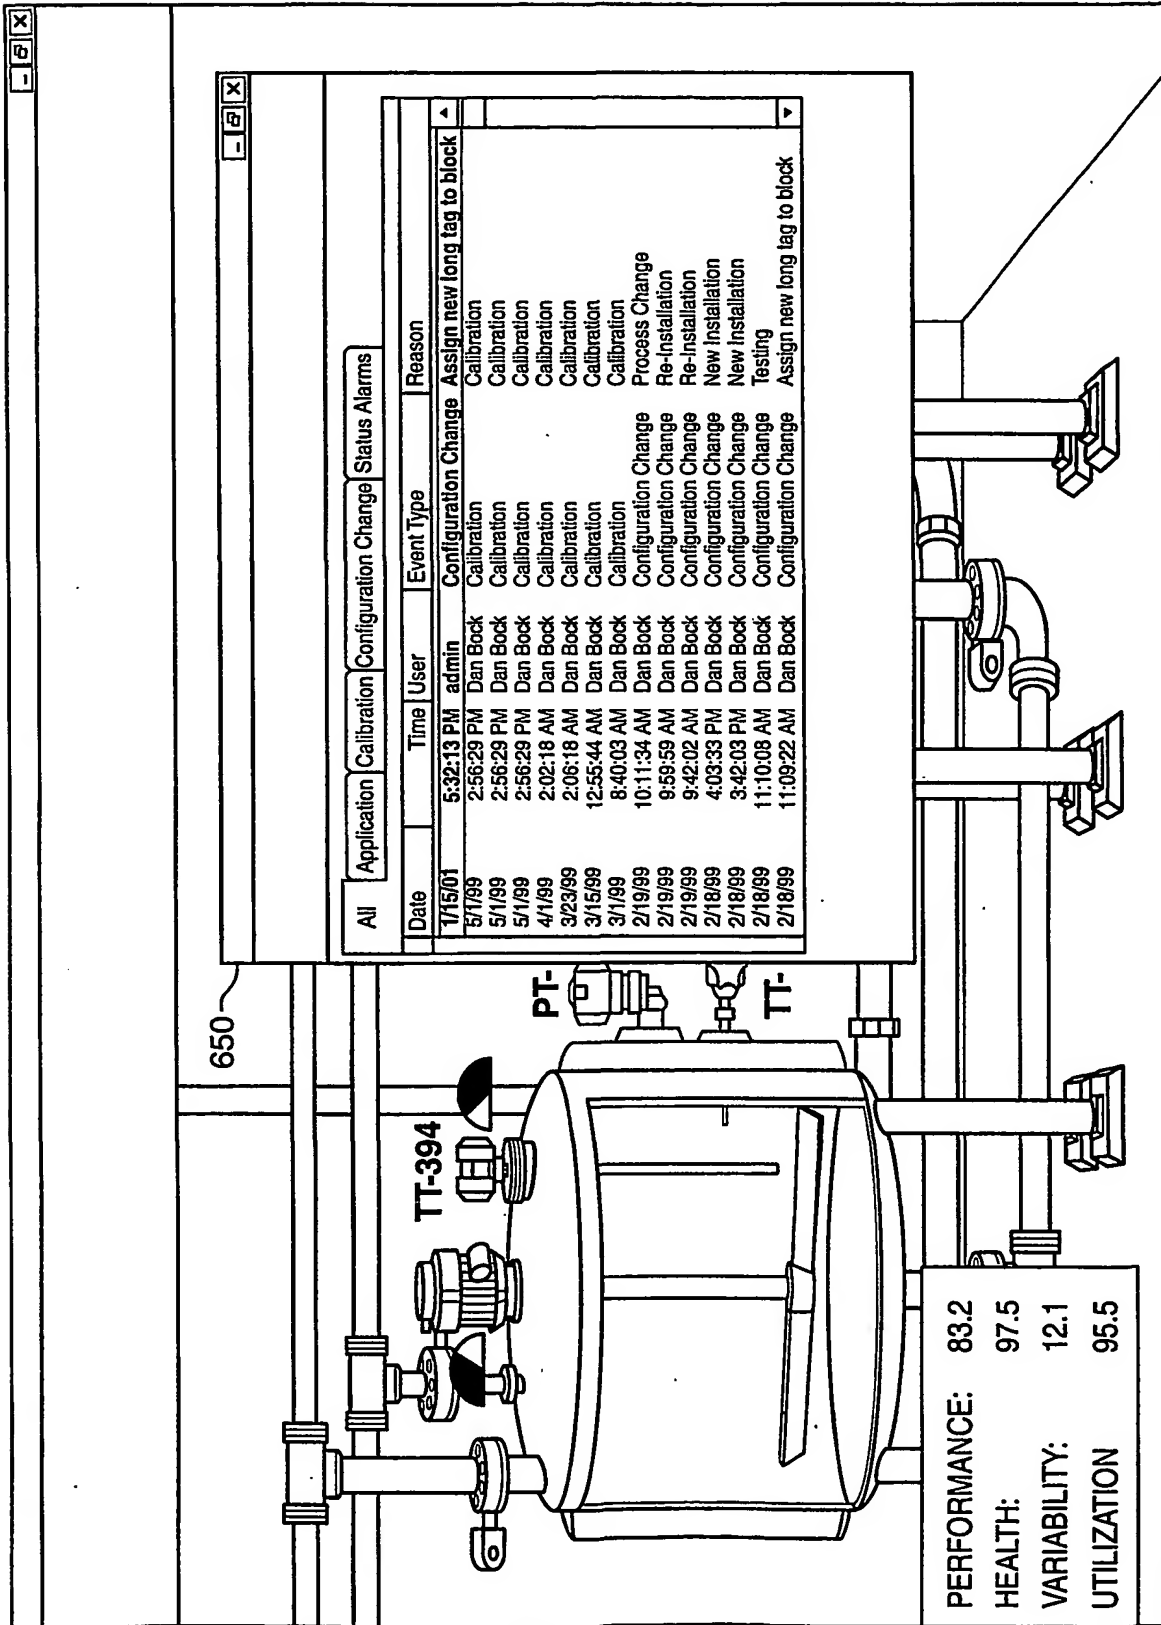 650
All Application Calibration Configuration Change Status Alarms
Date Time User Event Type Reason
1/15/01 5:32:13 PM admin Configuration Change Assign new long tag to block
5/1/99 2:56:29 PM Dan Bock Calibration Calibration
5/1/99 2:56:29 PM Dan Bock Calibration Calibration
5/1/99 2:56:29 PM Dan Bock Calibration Calibration
4/1/99 2:02:18 AM Dan Bock Calibration Calibration
3/23/99 2:06:18 AM Dan Bock Calibration Calibration
3/15/99 12:55:44 AM Dan Bock Calibration Calibration
3/1/99 8:40:03 AM Dan Bock Calibration Calibration
2/19/99 10:11:34 AM Dan Bock Configuration Change Process Change
2/19/99 9:59:59 AM Dan Bock Configuration Change Re-Installation
2/19/99 9:42:02 AM Dan Bock Configuration Change Re-Installation
2/18/99 4:03:33 PM Dan Bock Configuration Change New Installation
2/18/99 3:42:03 PM Dan Bock Configuration Change New Installation
2/18/99 11:10:08 AM Dan Bock Configuration Change Testing
2/18/99 11:09:22 AM Dan Bock Configuration Change Assign new long tag to block
TT-394
PT-
TT-
PERFORMANCE: 83.2
HEALTH: 97.5
VARIABILITY: 12.1
UTILIZATION 95.5